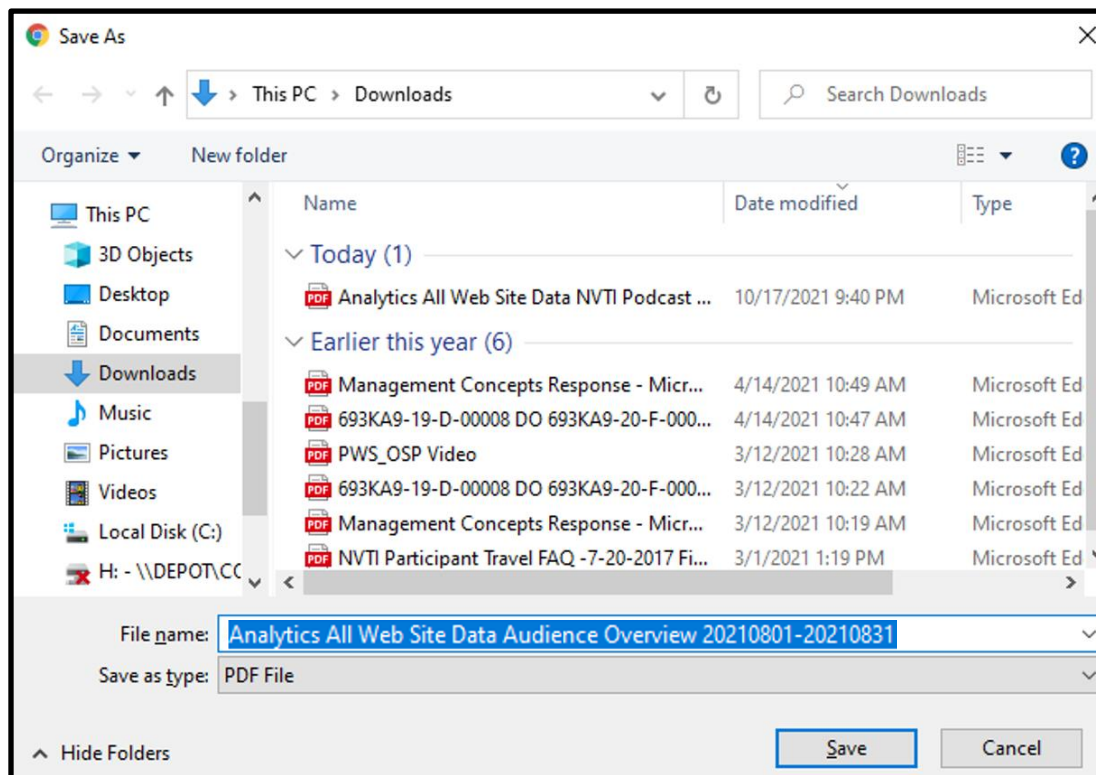 Save As
This PC > Downloads
Search Downloads
Organize
New folder
?
Name
Date modified
Type
This PC
3D Objects
Desktop
Documents
Downloads
Music
Pictures
Videos
Local Disk (C:)
H: - \\DEPOT\CC
Today (1)
PDF Analytics All Web Site Data NVTI Podcast ... 10/17/2021 9:40 PM Microsoft Ed
Earlier this year (6)
PDF Management Concepts Response - Micr... 4/14/2021 10:49 AM Microsoft Ed
PDF 693KA9-19-D-00008 DO 693KA9-20-F-000... 4/14/2021 10:47 AM Microsoft Ed
PDF PWS_OSP Video 3/12/2021 10:28 AM Microsoft Ed
PDF 693KA9-19-D-00008 DO 693KA9-20-F-000... 3/12/2021 10:22 AM Microsoft Ed
PDF Management Concepts Response - Micr... 3/12/2021 10:19 AM Microsoft Ed
PDF NVTI Participant Travel FAQ -7-20-2017 Fi... 3/1/2021 1:19 PM Microsoft Ed
File name: Analytics All Web Site Data Audience Overview 20210801-20210831
Save as type: PDF File
Hide Folders
Save
Cancel